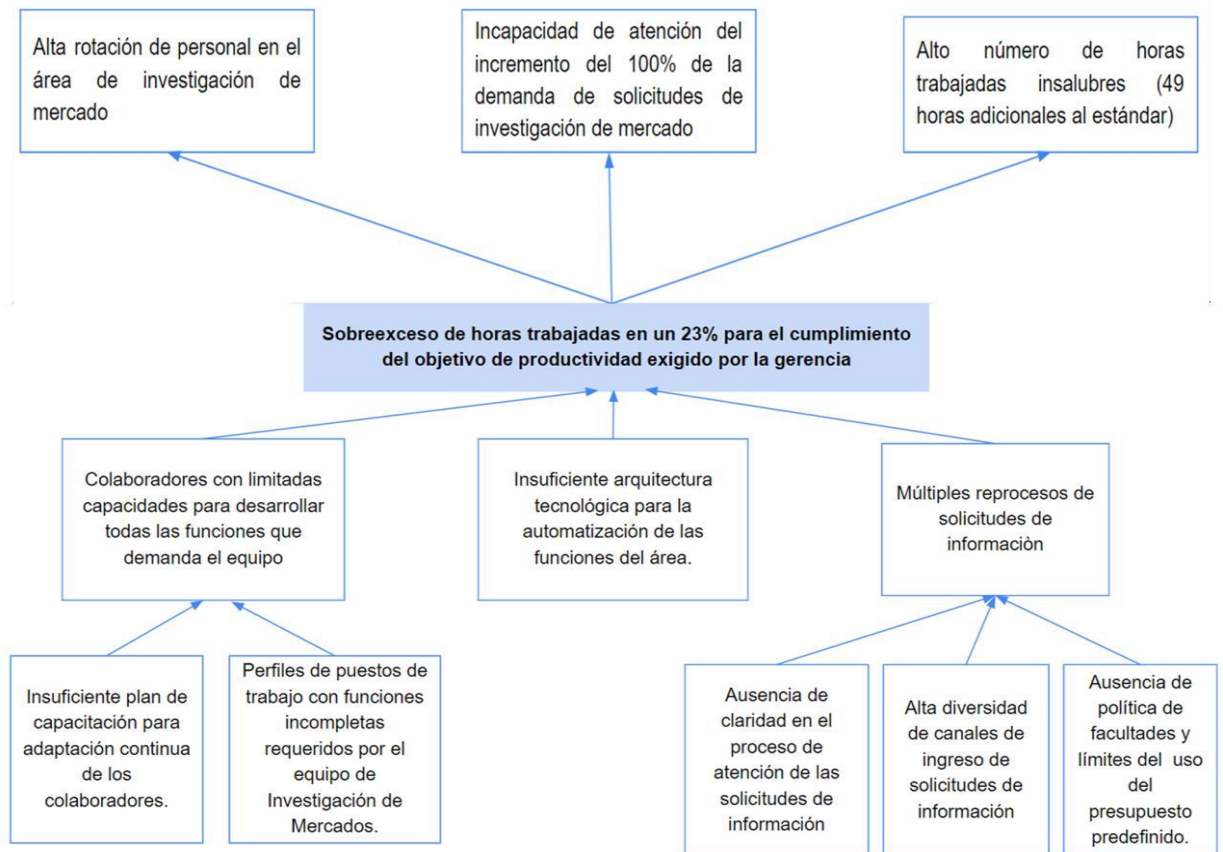 Alta rotación de personal en el
área de investigación de
mercado
Incapacidad de atención del
incremento del 100% de la
demanda de solicitudes de
investigación de mercado
Alto número de horas
trabajadas insalubres (49
horas adicionales al estándar)
Sobreexceso de horas trabajadas en un 23% para el cumplimiento
del objetivo de productividad exigido por la gerencia
Colaboradores con limitadas
capacidades para desarrollar
todas las funciones que
demanda el equipo
Insuficiente arquitectura
tecnológica para la
automatización de las
funciones del área.
Múltiples reprocesos de
solicitudes de
informaciòn
Insuficiente plan de
capacitación para
adaptación continua
de los
colaboradores.
Perfiles de puestos de
trabajo con funciones
incompletas
requeridos por el
equipo de
Investigación de
Mercados.
Ausencia de
claridad en el
proceso de
atención de las
solicitudes de
información
Alta diversidad
de canales de
ingreso de
solicitudes de
información
Ausencia de
política de
facultades y
límites del uso
del
presupuesto
predefinido.